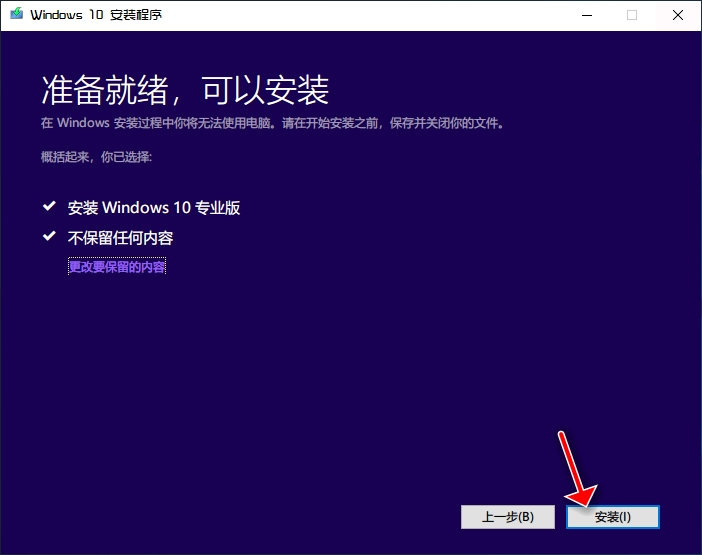 Windows 10 安装程序
准备就绪，可以安装
在 Windows 安装过程中你将无法使用电脑。请在开始安装之前，保存并关闭你的文件。
概括起来，你已选择:
安装 Windows 10 专业版
不保留任何内容
更改要保留的内容
上一步(B)
安装(I)